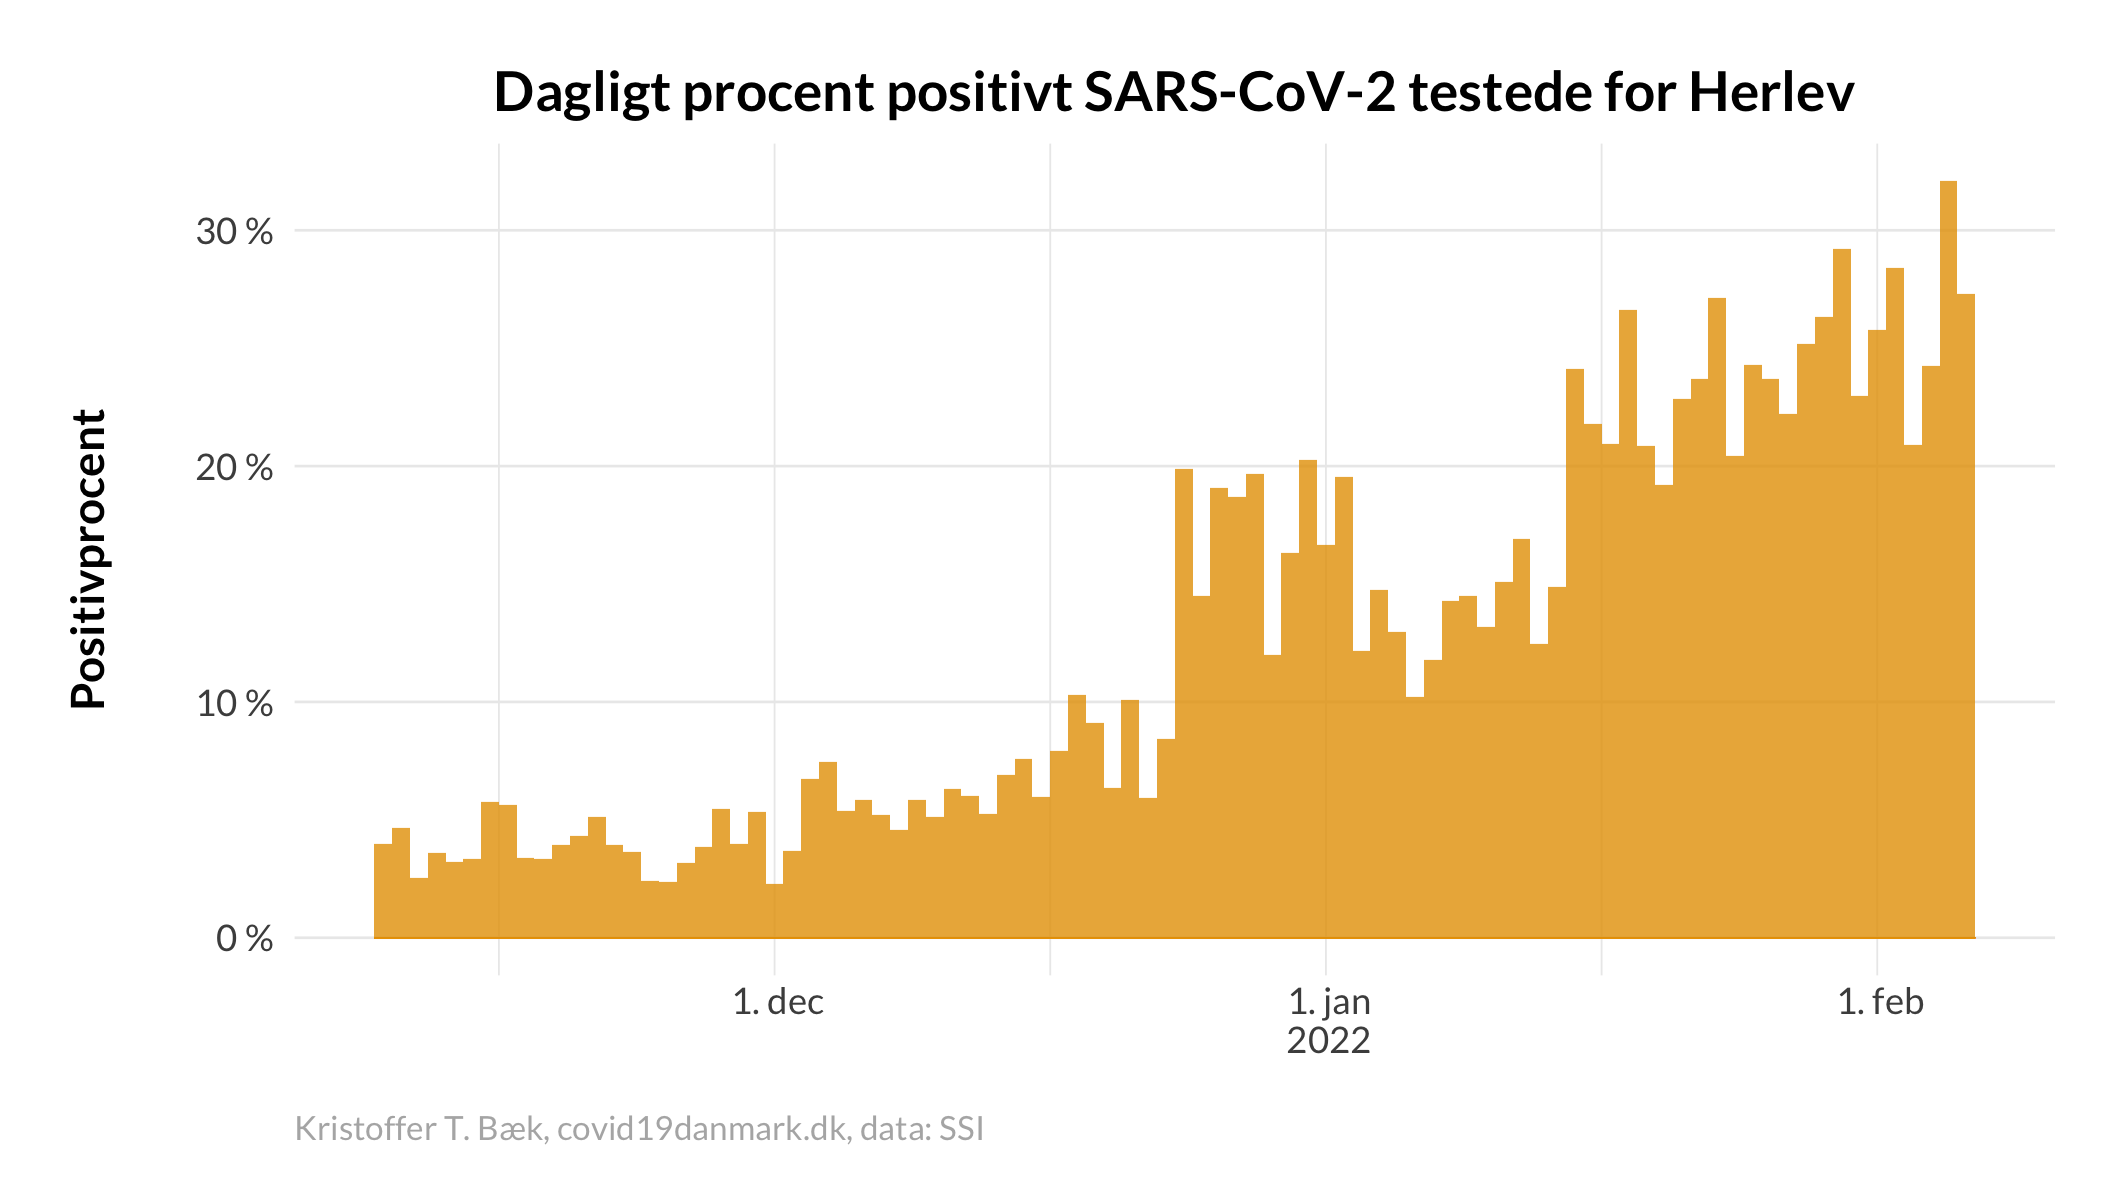 Dagligt procent positivt SARS-CoV-2 testede for Herlev
Positivprocent
30 %
20 %
10 %
0 %
1. dec
1. jan
2022
1. feb
Kristoffer T. Bæk, covid19danmark.dk, data: SSI